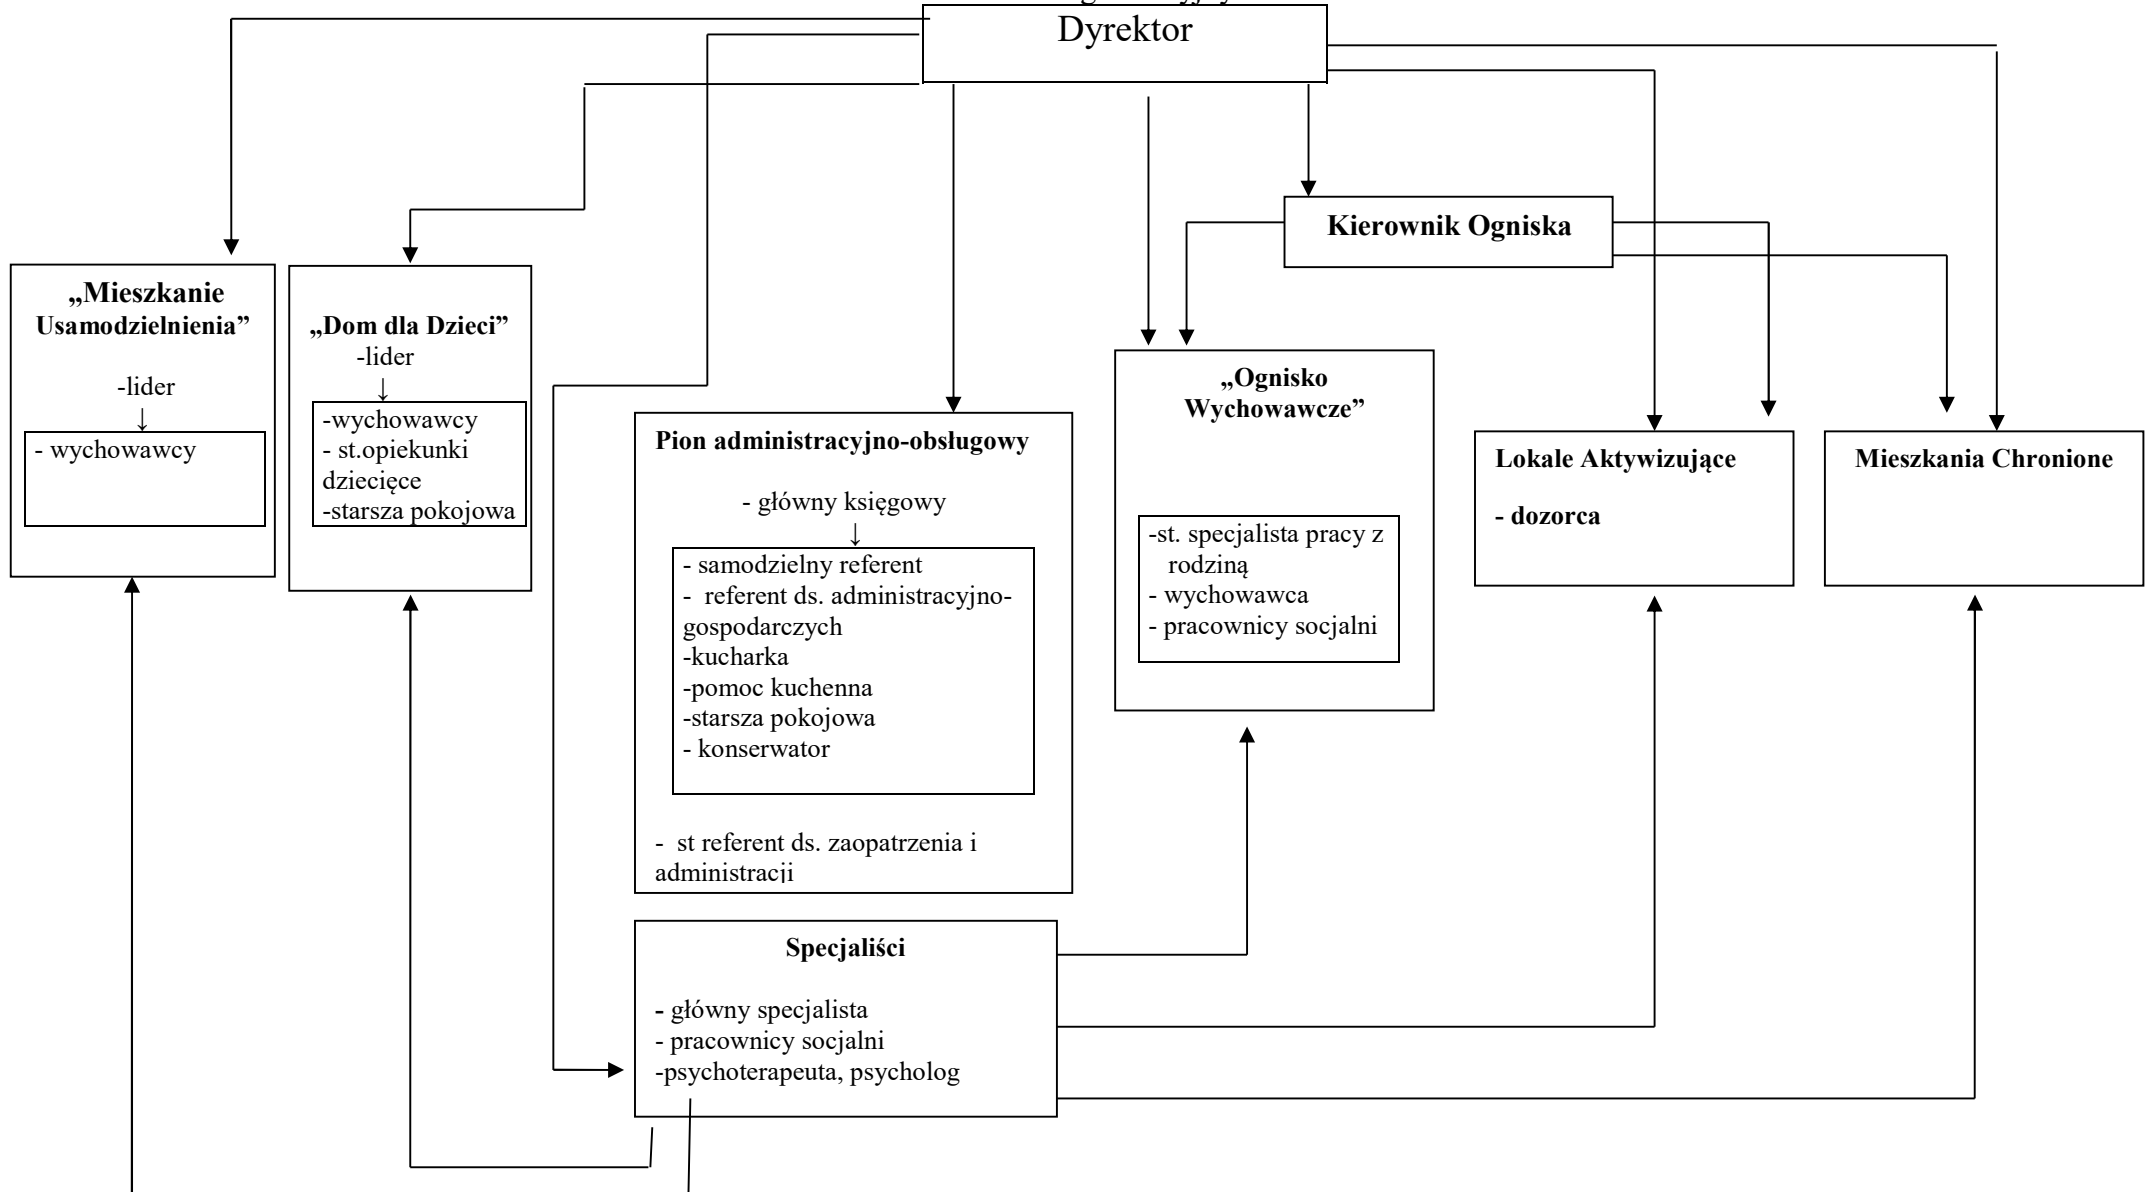 Dyrektor
Kierownik Ogniska
„Mieszkanie
Usamodzielnienia”
-lider
↓
- wychowawcy
„Dom dla Dzieci”
-lider
↓
-wychowawcy
- st.opiekunki
dziecięce
-starsza pokojowa
Pion administracyjno-obsługowy
- główny księgowy
↓
- samodzielny referent
- referent ds. administracyjno-
gospodarczych
-kucharka
-pomoc kuchenna
-starsza pokojowa
- konserwator
- st referent ds. zaopatrzenia i
administracji
„Ognisko
Wychowawcze”
-st. specjalista pracy z
rodziną
- wychowawca
- pracownicy socjalni
Lokale Aktywizujące
- dozorca
Mieszkania Chronione
Specjaliści
- główny specjalista
- pracownicy socjalni
-psychoterapeuta, psycholog